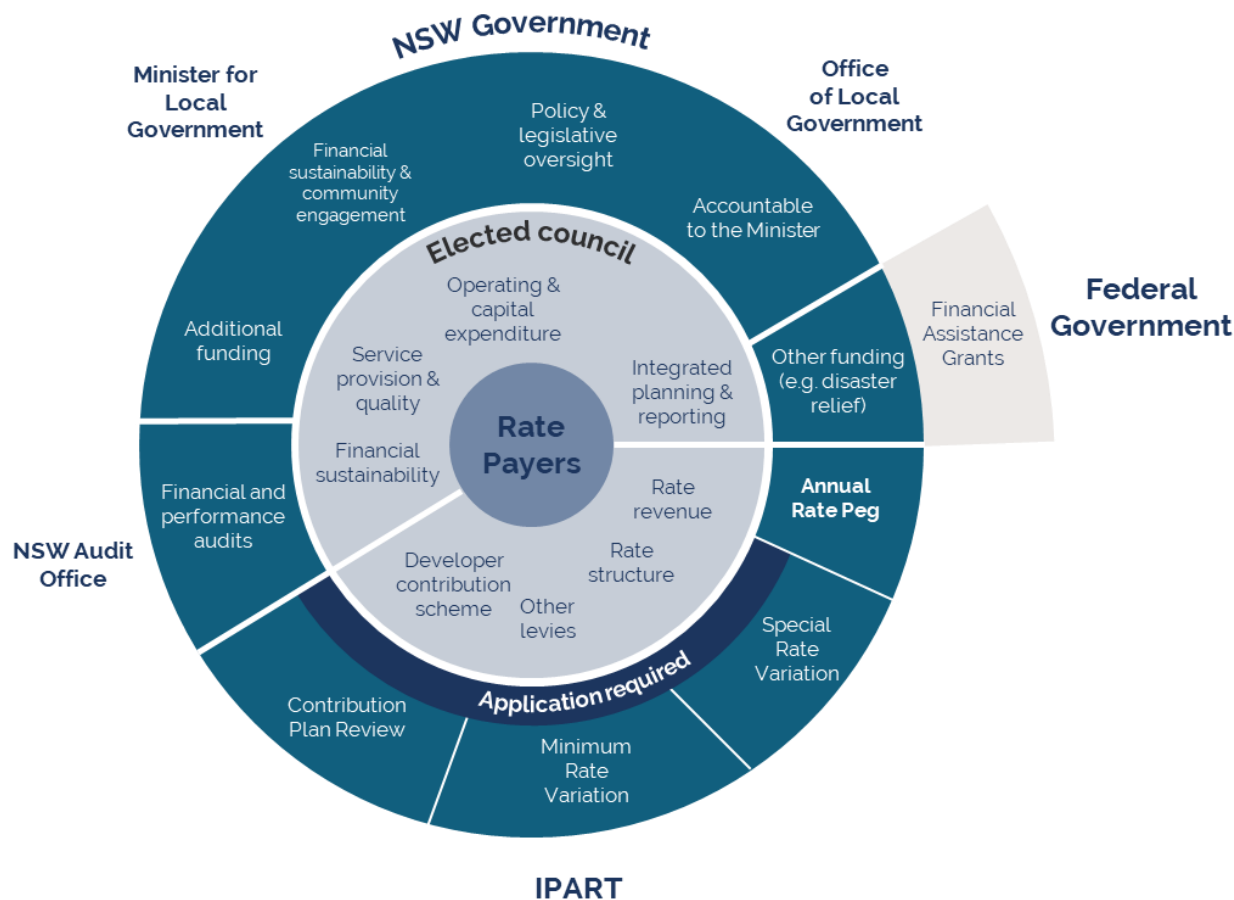 NSW Government
Minister for
Local
Government
Office
of Local
Government
Policy &
legislative
oversight
Financial
sustainability &
community
engagement
Accountable
to the Minister
Additional
funding
Elected council
Operating &
capital
expenditure
Service
provision &
quality
Integrated
planning &
reporting
Financial
sustainability
Rate
Payers
Other funding
(e.g. disaster
relief)
Financial
Assistance
Grants
Federal
Government
Financial and
performance
audits
NSW Audit
Office
Rate
revenue
Rate
structure
Developer
contribution
scheme
Other
levies
Annual
Rate Peg
Application required
Special
Rate
Variation
Contribution
Plan Review
Minimum
Rate
Variation
IPART